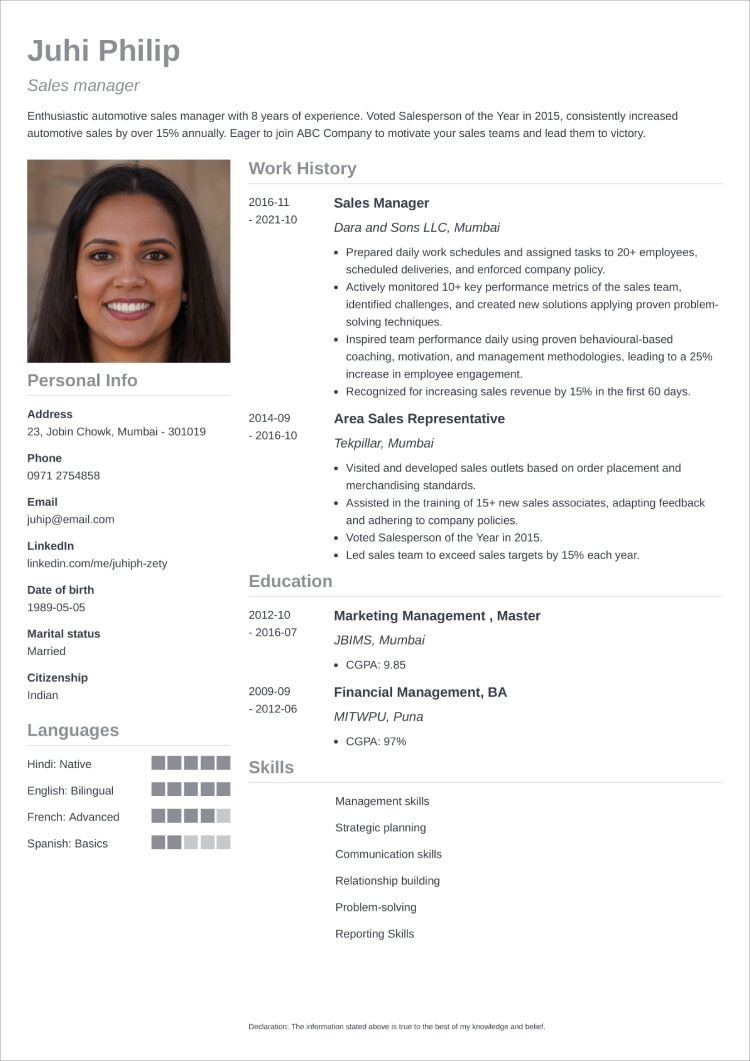 Juhi Philip
Sales manager
Enthusiastic automotive sales manager with 8 years of experience. Voted Salesperson of the Year in 2015, consistently increased
automotive sales by over 15% annually. Eager to join ABC Company to motivate your sales teams and lead them to victory.
Personal Info
Address
23, Jobin Chowk, Mumbai - 301019
Phone
0971 2754858
Email
juhip@email.com
LinkedIn
linkedin.com/me/juhiph-zety
Date of birth
1989-05-05
Marital status
Married
Citizenship
Indian
Languages
Hindi: Native
English: Bilingual
French: Advanced
Spanish: Basics
Work History
2016-11
- 2021-10
Sales Manager
Dara and Sons LLC, Mumbai
• Prepared daily work schedules and assigned tasks to 20+ employees,
scheduled deliveries, and enforced company policy.
• Actively monitored 10+ key performance metrics of the sales team,
identified challenges, and created new solutions applying proven problem-
solving techniques.
• Inspired team performance daily using proven behavioural-based
coaching, motivation, and management methodologies, leading to a 25%
increase in employee engagement.
• Recognized for increasing sales revenue by 15% in the first 60 days.
2014-09
- 2016-10
Area Sales Representative
Tekpillar, Mumbai
• Visited and developed sales outlets based on order placement and
merchandising standards.
• Assisted in the training of 15+ new sales associates, adapting feedback
and adhering to company policies.
• Voted Salesperson of the Year in 2015.
• Led sales team to exceed sales targets by 15% each year.
Education
2012-10
- 2016-07
Marketing Management , Master
JBIMS, Mumbai
• CGPA: 9.85
2009-09
- 2012-06
Financial Management, BA
MITWPU, Puna
• CGPA: 97%
Skills
Management skills
Strategic planning
Communication skills
Relationship building
Problem-solving
Reporting Skills
Declaration: The information stated above is true to the best of my knowledge and belief.